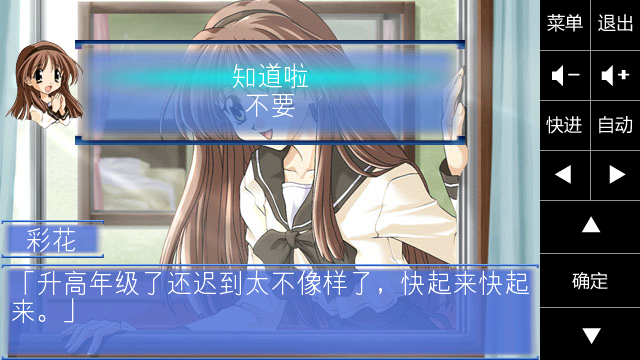 知道啦
不要
彩花
「升高年级了还迟到太不像样了，快起来快起
来。」
菜单 退出
快进 自动
确定